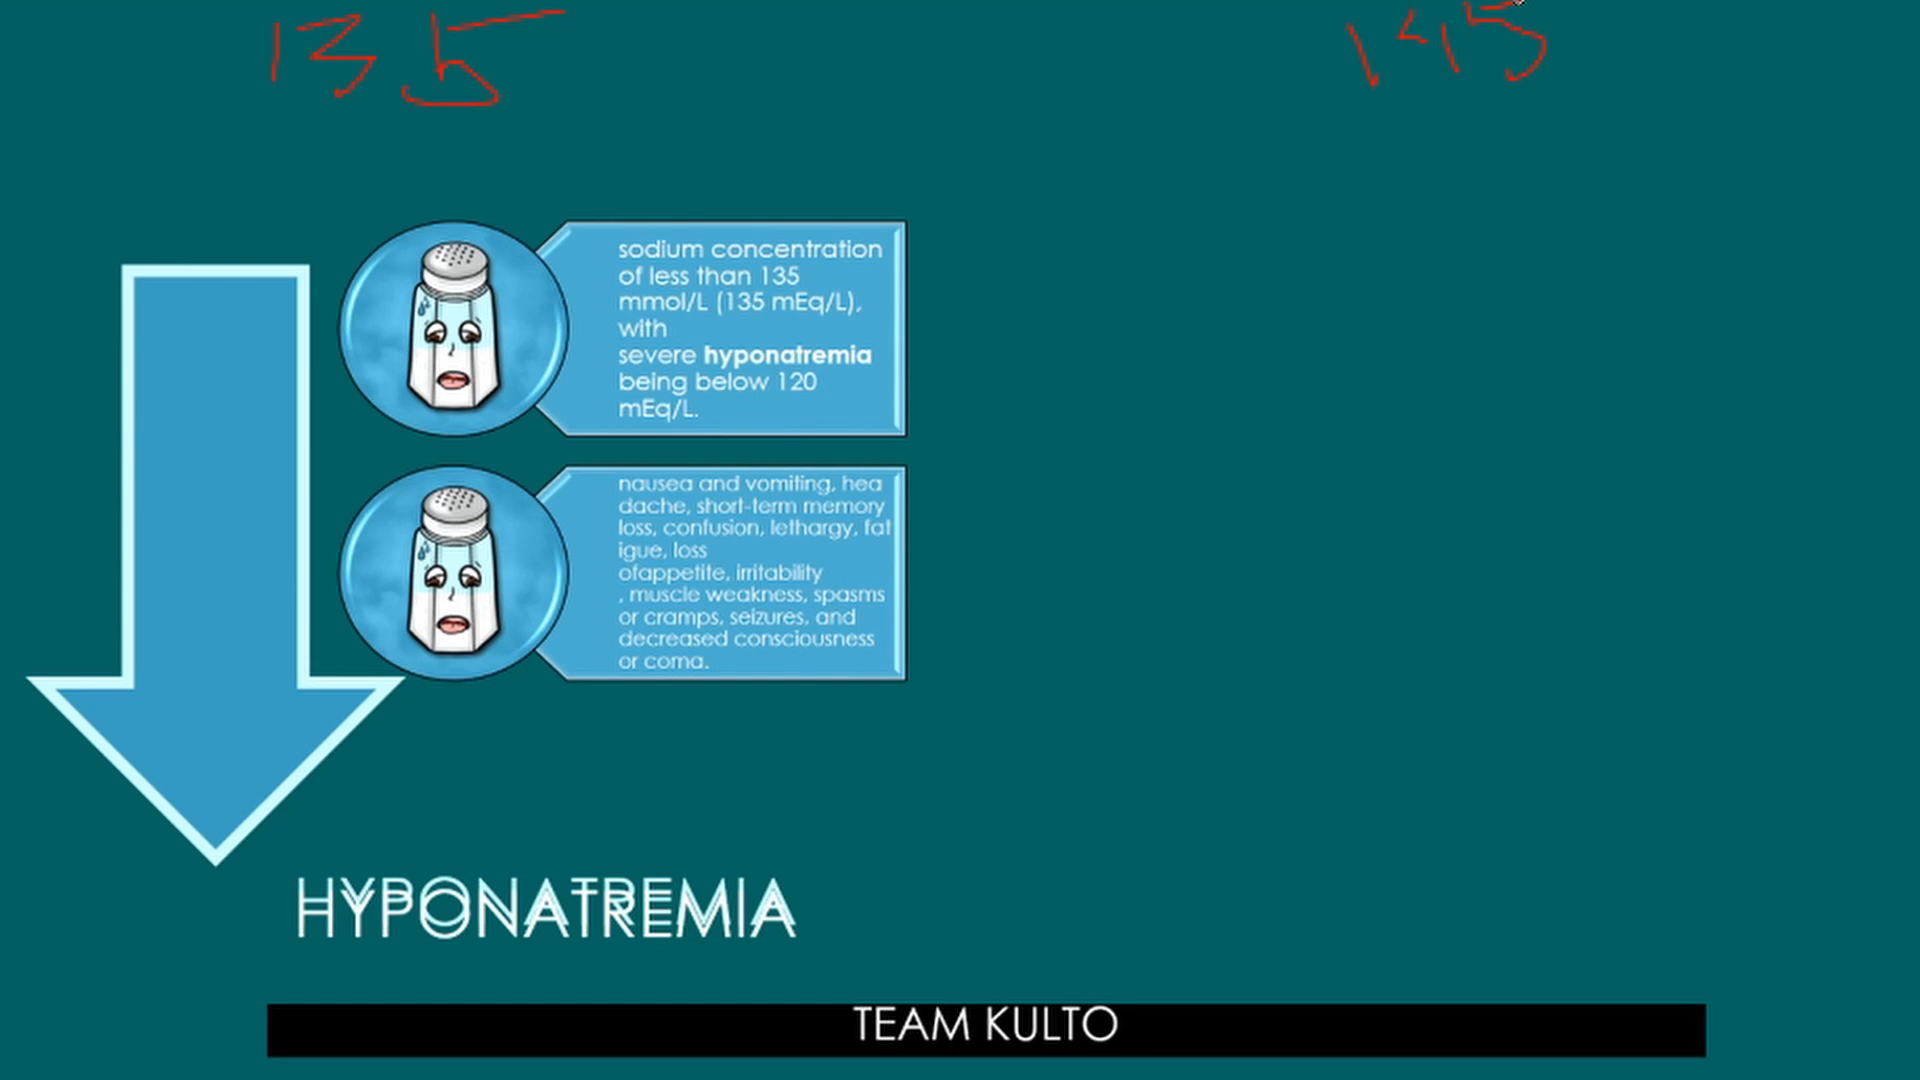 135 145
sodium concentration
of less than 135
mmol/L (135 mEq/L),
with
severe hyponatremia
being below 120
mEq/L.
nausea and vomiting, hea
dache, short-term memory
loss, confusion, lethargy, fat
igue, loss
ofappetite, irritability
, muscle weakness, spasms
or cramps, seizures, and
decreased consciousness
or coma.
HYPONATREMIA
TEAM KULTO